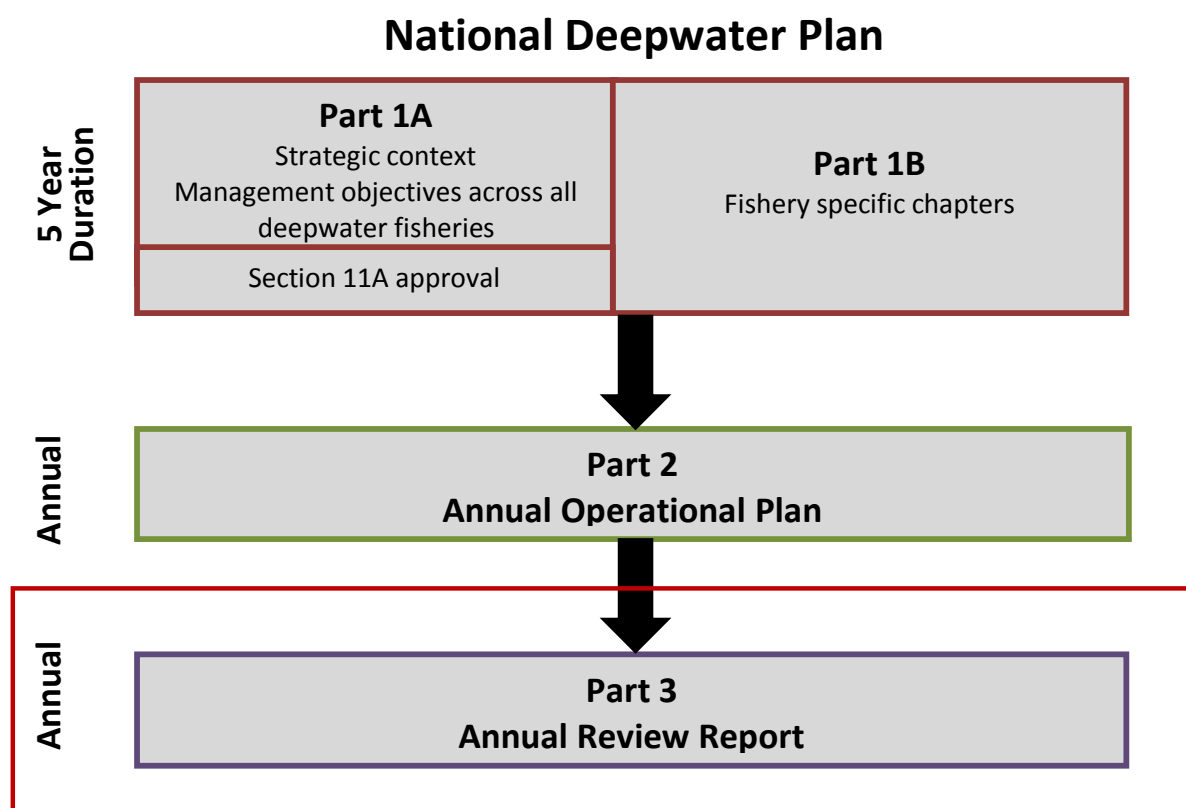 National Deepwater Plan
5 Year
Duration
Part 1A
Strategic context
Management objectives across all
deepwater fisheries
Section 11A approval
Part 1B
Fishery specific chapters
Annual
Part 2
Annual Operational Plan
Annual
Part 3
Annual Review Report